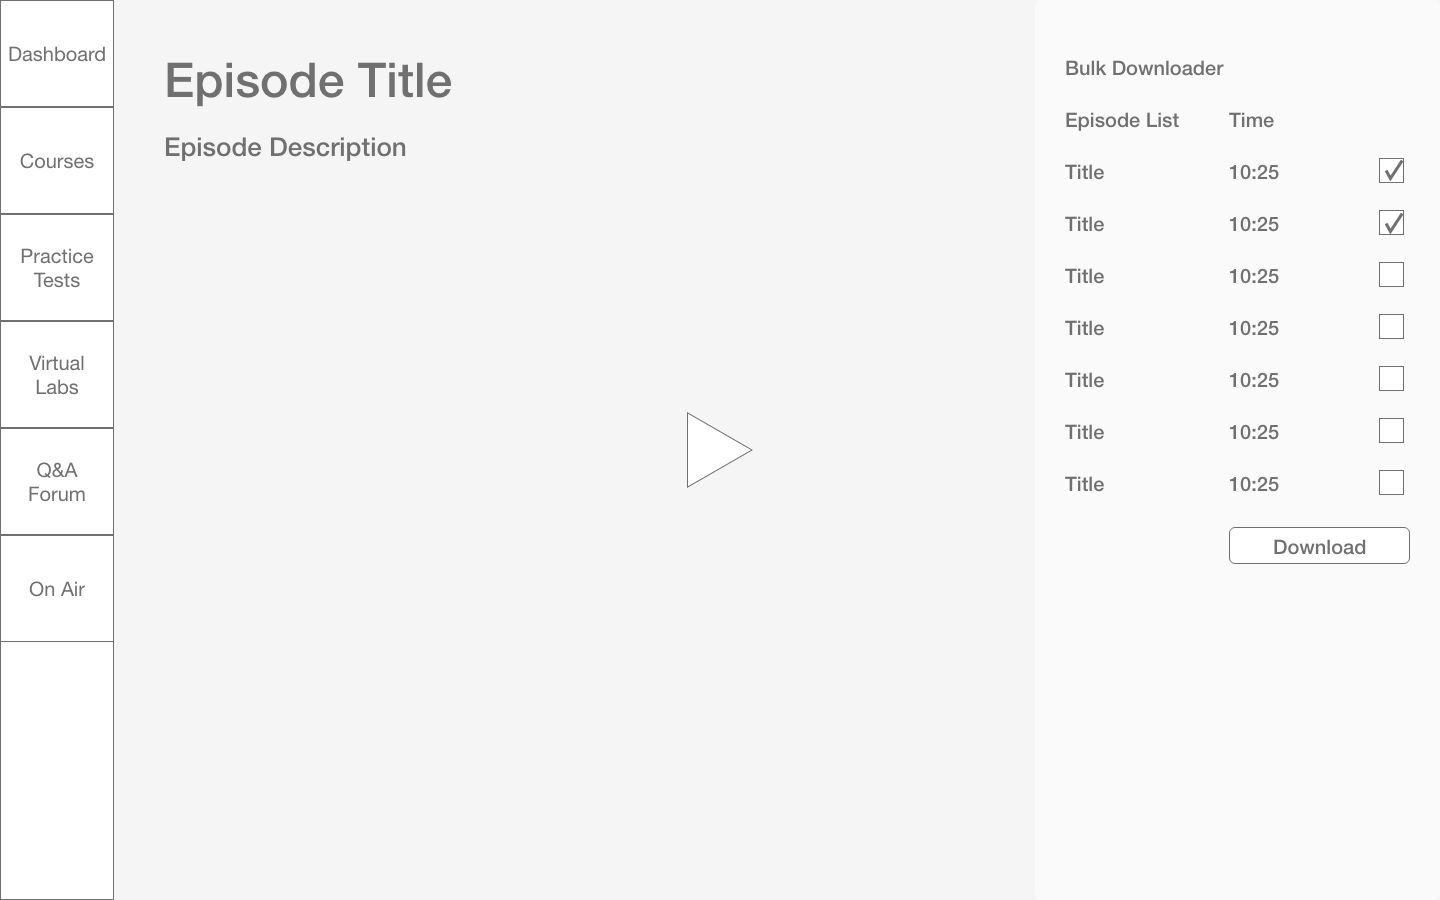 Dashboard
Courses
Practice
Tests
Virtual
Labs
Q&A
Forum
On Air
Episode Title
Episode Description
Bulk Downloader
Episode List Time
Title 10:25
Title 10:25
Title 10:25
Title 10:25
Title 10:25
Title 10:25
Title 10:25
Download